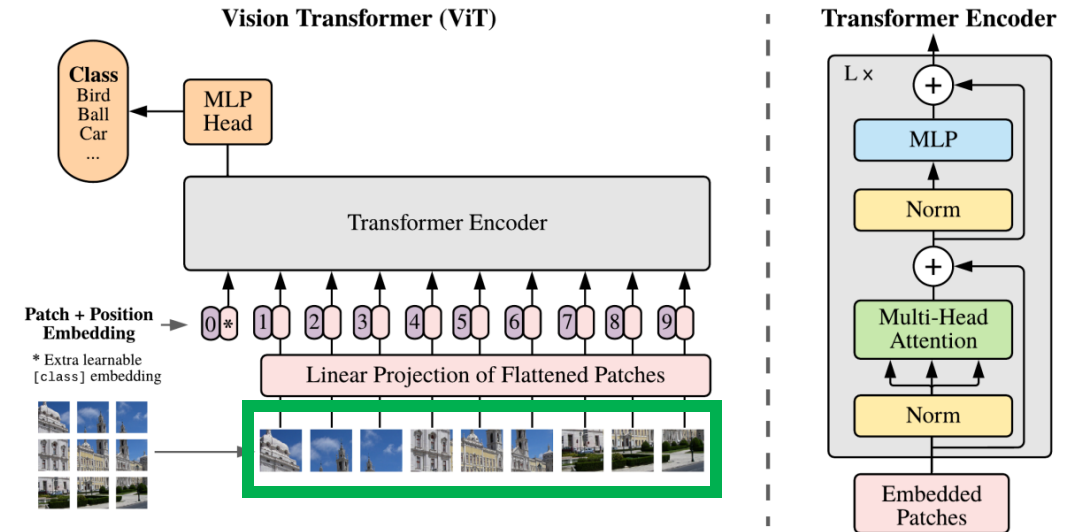 Vision Transformer (ViT)
Class
Bird
Ball
Car
...
MLP
Head
Transformer Encoder
Patch + Position
Embedding
* Extra learnable
[class] embedding
0 * 1 2 3 4 5 6 7 8 9
Linear Projection of Flattened Patches
Transformer Encoder
L ×
+
MLP
Norm
+
Multi-Head
Attention
Norm
Embedded
Patches